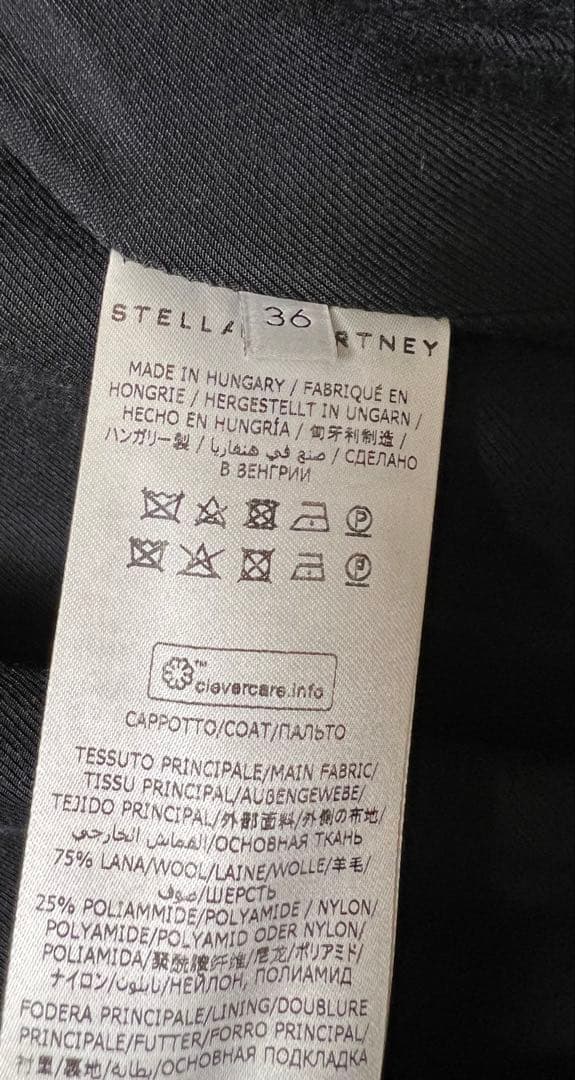 36
STELLA RTNEY
MADE IN HUNGARY / FABRIQUÉ EN
HONGRIE / HERGESTELLT IN UNGARN /
HECHO EN HUNGRÍA / 匈牙利制造 /
ハンガリー製 / صنع في هنغاريا / СДЕЛАНО
В ВЕНГРИИ
P
P
™
clevercare.info
CAPPOTTO/COAT/ПАЛЬТО
TESSUTO PRINCIPALE/MAIN FABRIC/
TISSU PRINCIPAL/AUßENGEWEBE/
TEJIDO PRINCIPAL/外部面料/外側の布地/
القماش الخارجي/ОСНОВНАЯ ТКАНЬ
75% LANA/WOOL/LAINE/WOLLE/羊毛/
صوف/ШЕРСТЬ
25% POLIAMMIDE/POLYAMIDE / NYLON/
POLYAMIDE/POLYAMID ODER NYLON/
POLIAMIDA/聚酰胺纤维/尼龙/ポリアミド/
ナイロン/نايلون/НЕЙЛОН, ПОЛИАМИД
FODERA PRINCIPALE/LINING/DOUBLURE
PRINCIPALE/FUTTER/FORRO PRINCIPAL/
衬里/裏地/بطانة/ОСНОВНАЯ ПОДКЛАДКА